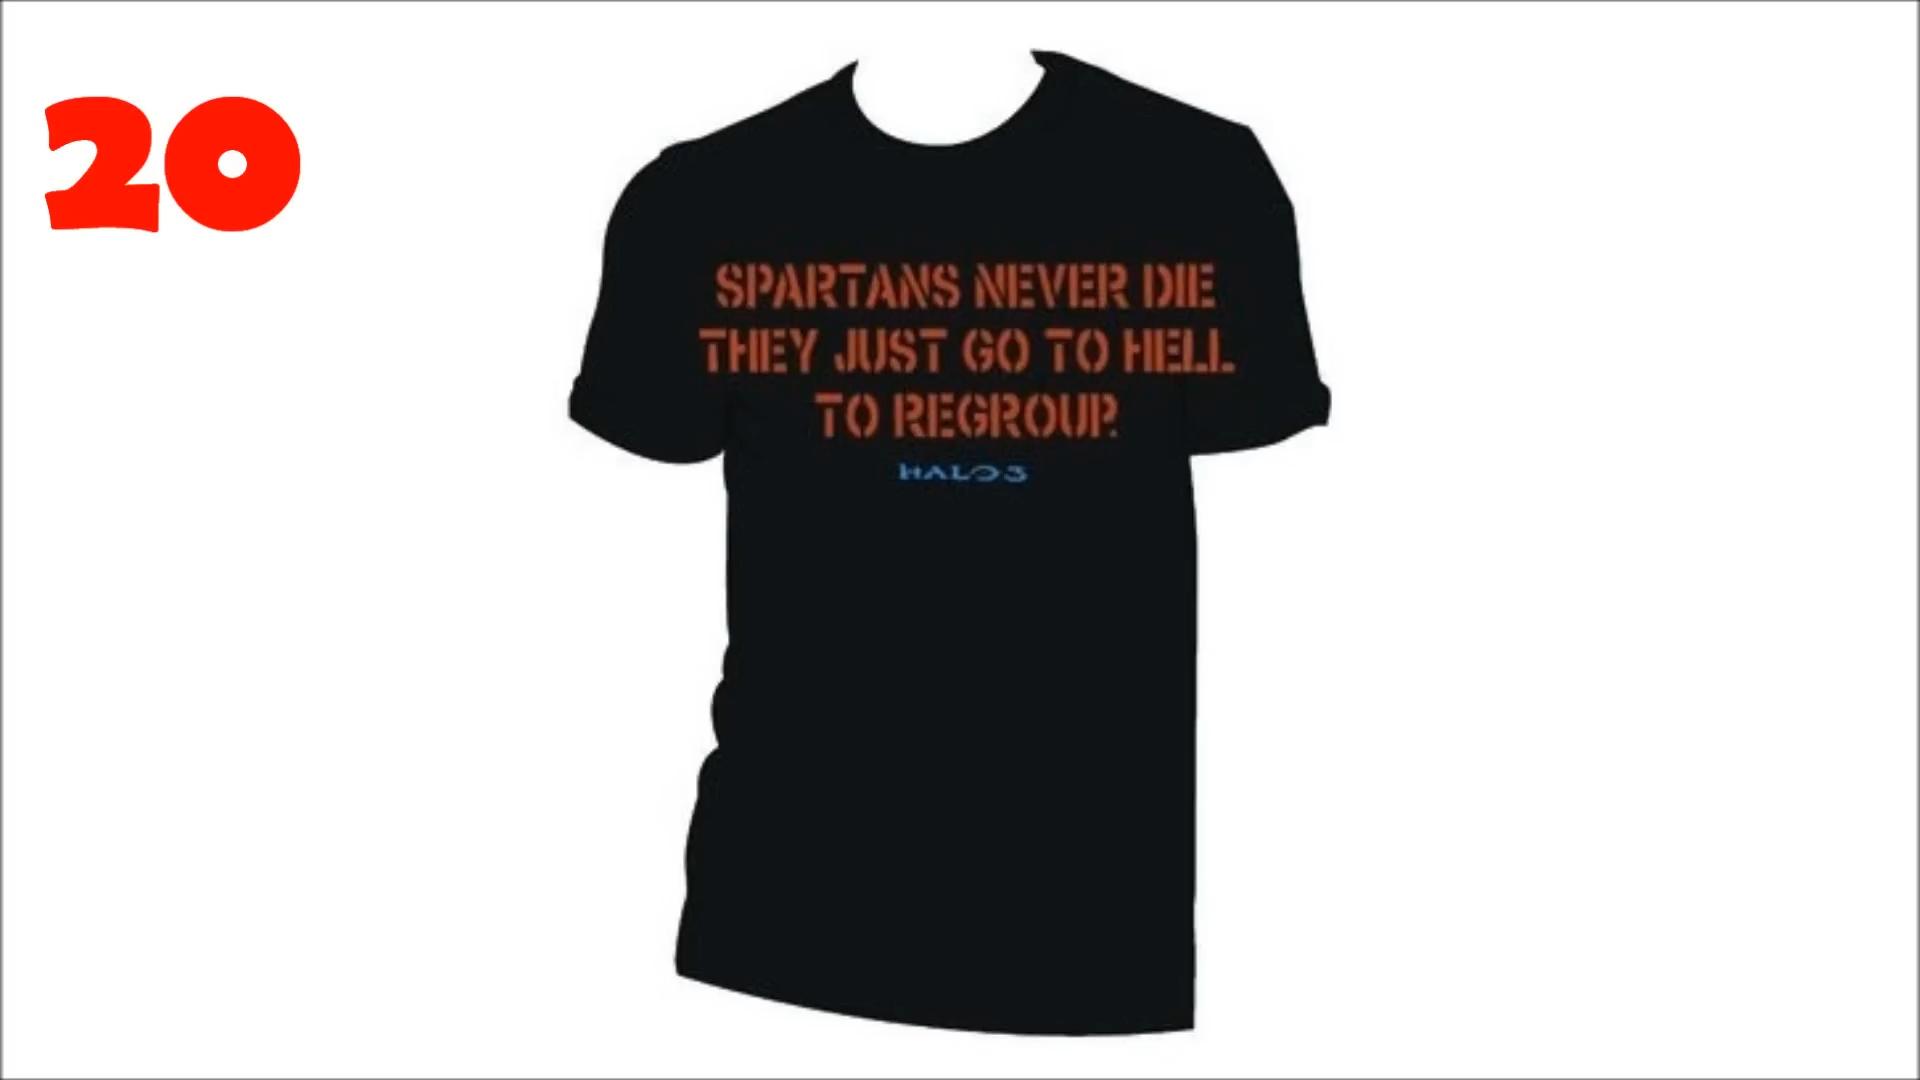 20
SPARTANS NEVER DIE
THEY JUST GO TO HELL
TO REGROUP.
HALO 3